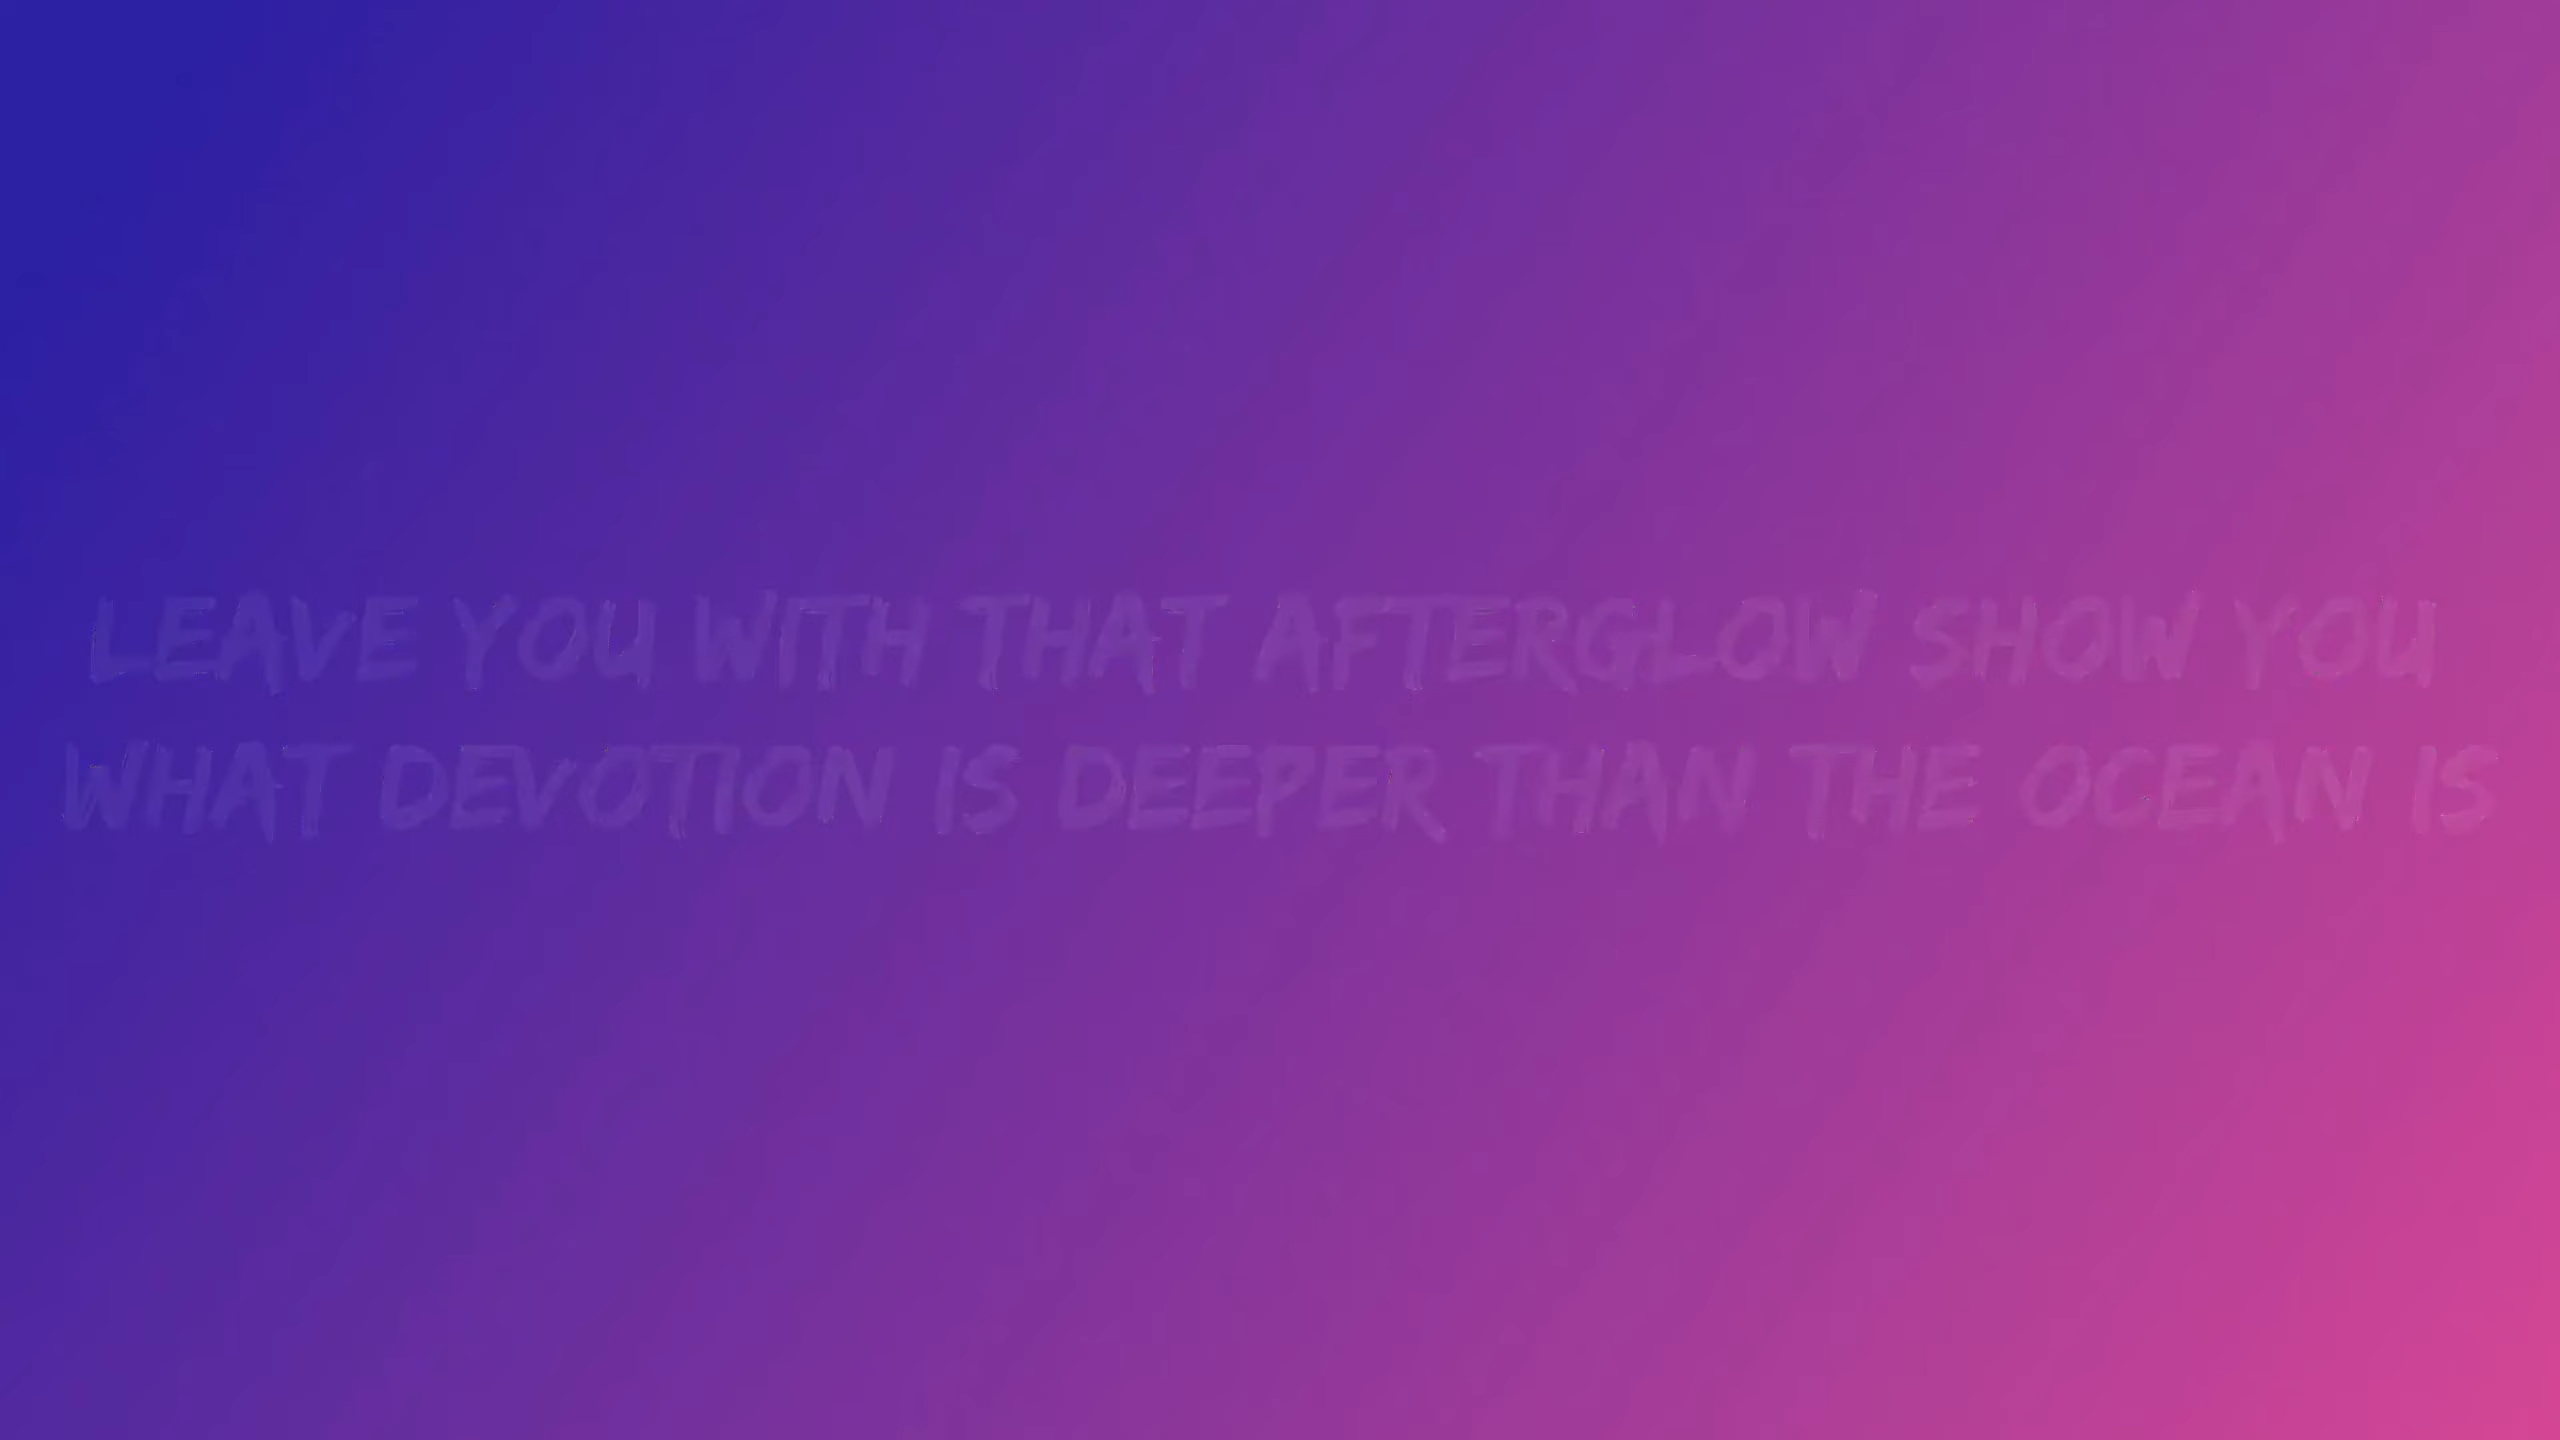 LEAVE YOU WITH THAT AFTERGLOW SHOW YOU
WHAT DEVOTION IS DEEPER THAN THE OCEAN IS